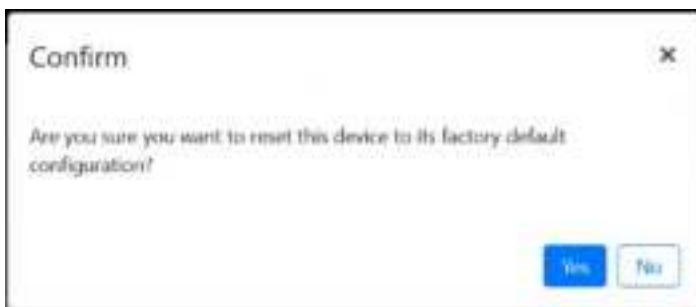 Confirm
Are you sure you want to reset this device to its factory default
configuration?
Yes
No